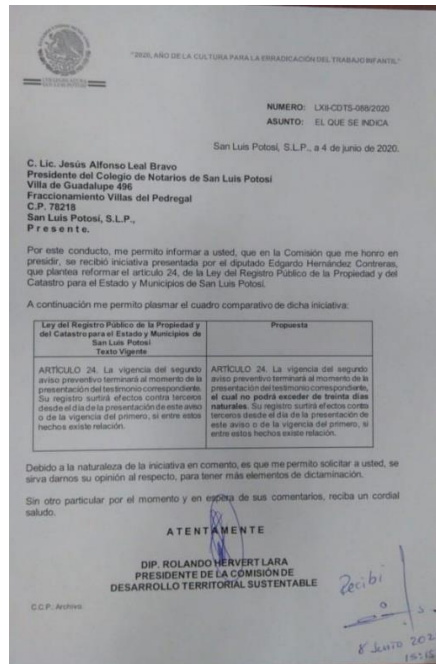 "2020, AÑO DE LA CULTURA PARA LA ERRADICACIÓN DEL TRABAJO INFANTIL"
NUMERO: LXII-CDTS-088/2020
ASUNTO: EL QUE SE INDICA
San Luis Potosí, S.L.P., a 4 de junio de 2020.
C. Lic. Jesús Alfonso Leal Bravo
Presidente del Colegio de Notarios de San Luis Potosí
Villa de Guadalupe 496
Fraccionamiento Villas del Pedregal
C.P. 78218
San Luis Potosí, S.L.P.,
P r e s e n t e.
Por este conducto, me permito informar a usted, que en la Comisión que me honro en
presidir, se recibió iniciativa presentada por el diputado Edgardo Hernández Contreras,
que plantea reformar el artículo 24, de la Ley del Registro Público de la Propiedad y del
Catastro para el Estado y Municipios de San Luis Potosí.
A continuación me permito plasmar el cuadro comparativo de dicha iniciativa:
Ley del Registro Público de la Propiedad y
del Catastro para el Estado y Municipios de
San Luis Potosí
Texto Vigente
Propuesta
ARTÍCULO 24. La vigencia del segundo
aviso preventivo terminará al momento de la
presentación del testimonio correspondiente.
Su registro surtirá efectos contra terceros
desde el día de la presentación de este aviso
o de la vigencia del primero, si entre estos
hechos existe relación.
ARTÍCULO 24. La vigencia del segundo
aviso preventivo terminará al momento de la
presentación del testimonio correspondiente,
el cual no podrá exceder de treinta días
naturales. Su registro surtirá efectos contra
terceros desde el día de la presentación de
este aviso o de la vigencia del primero, si
entre estos hechos existe relación.
Debido a la naturaleza de la iniciativa en comento, es que me permito solicitar a usted, se
sirva darnos su opinión al respecto, para tener más elementos de dictaminación.
Sin otro particular por el momento y en espera de sus comentarios, reciba un cordial
saludo.
A T E N T A M E N T E
DIP. ROLANDO HERVERT LARA
PRESIDENTE DE LA COMISIÓN DE
DESARROLLO TERRITORIAL SUSTENTABLE
C.C.P.: Archivo.
Recibi
8 Junio 202
15:15